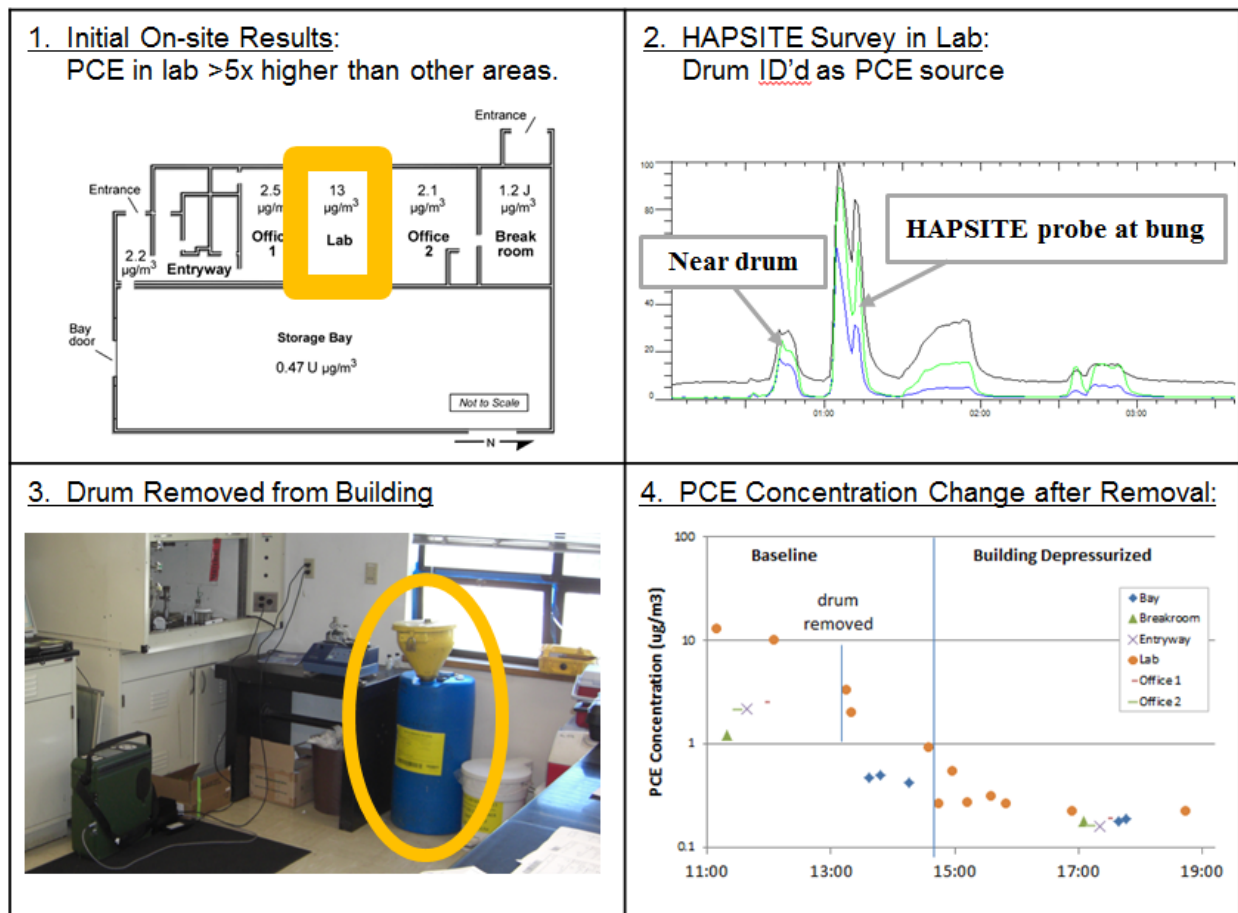 1. Initial On-site Results:
PCE in lab >5x higher than other areas.
Entrance
Entrance
2.5
µg/m³
13
µg/m³
2.1
µg/m³
1.2 J
µg/m³
2.2
µg/m³
Entryway
Offic
1
Lab
Office
2
Break
room
Bay
door
Storage Bay
0.47 U µg/m³
Not to Scale
N
2. HAPSITE Survey in Lab:
Drum ID'd as PCE source
100
80
40
20
0
01:00
02:00
03:00
Near drum
HAPSITE probe at bung
3. Drum Removed from Building
4. PCE Concentration Change after Removal:
PCE Concentration (ug/m3)
100
10
1
0.1
11:00
13:00
15:00
17:00
19:00
Baseline
Building Depressurized
drum
removed
Bay
Breakroom
Entryway
Lab
Office 1
Office 2